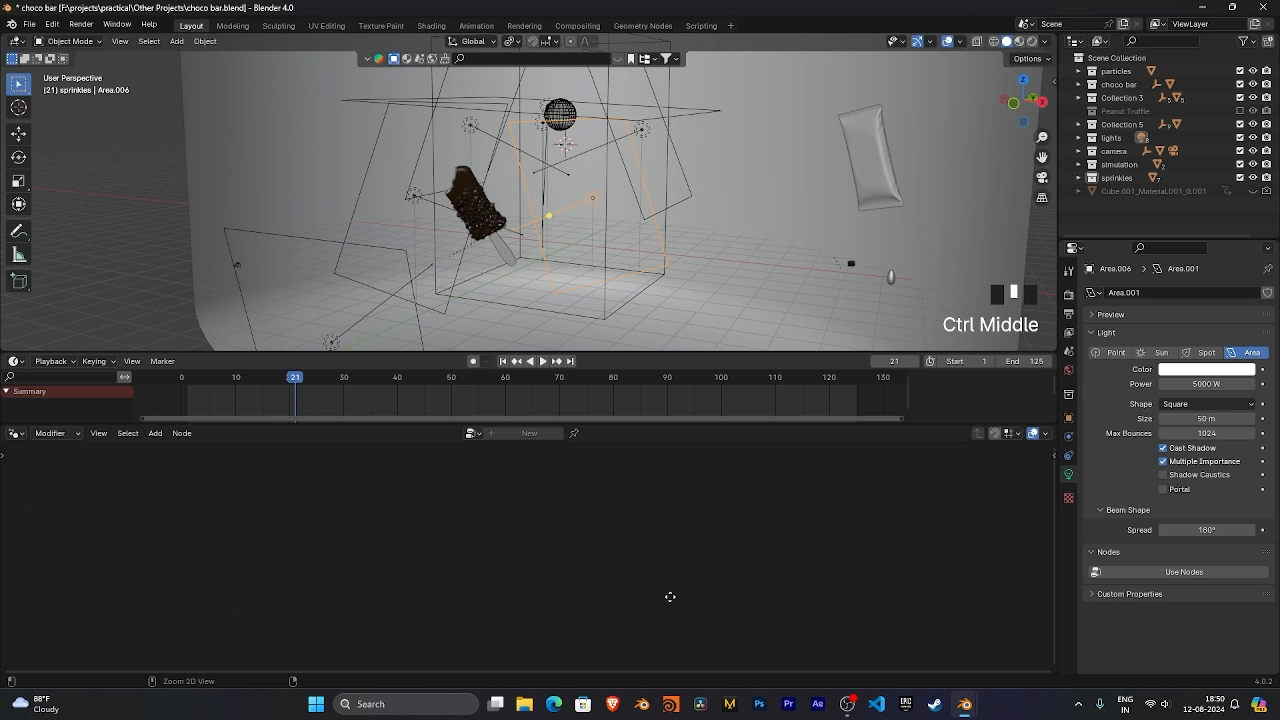 * choco bar [F:\projects\practical\Other Projects\choco bar.blend] - Blender 4.0
File Edit Render Window Help Layout Modeling Sculpting UV Editing Texture Paint Shading Animation Rendering Compositing Geometry Nodes Scripting + Scene ViewLayer
Object Mode View Select Add Object Global
Options
User Perspective
(21) sprinkles | Area.006
Z
Y
X
Ctrl Middle
Scene Collection
particles
choco bar
Collection 3
Peanut Truffle
Collection 5
lights
camera
simulation
sprinkles
Cube.001_Material.001_0.001
Area.006 > Area.001
Area.001
Preview
Light
Point Sun Spot Area
Color
Power 5000 W
Shape Square
Size 50 m
Max Bounces 1024
Cast Shadow
Multiple Importance
Shadow Caustics
Portal
Beam Shape
Spread 180°
Nodes
Use Nodes
Custom Properties
Playback Keying View Marker 21 Start 1 End 125
0 10 21 30 40 50 60 70 80 90 100 110 120 130
Summary
Modifier View Select Add Node New
Zoom 2D View 4.0.2
88°F
Cloudy
Search
ENG
IN
18:50
12-08-2024